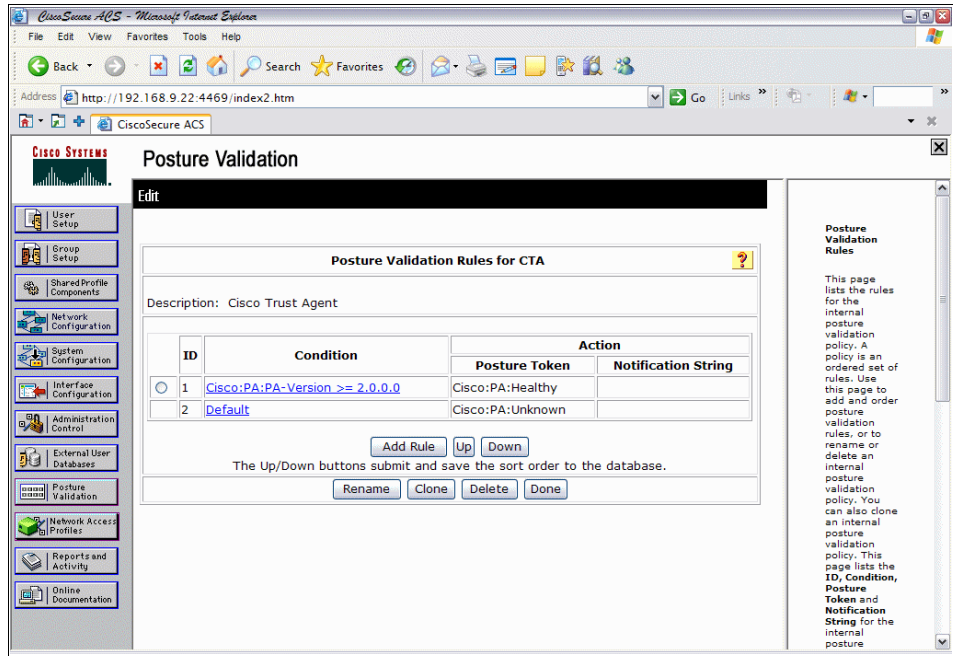 CiscoSecure ACS - Microsoft Internet Explorer
File Edit View Favorites Tools Help
Back Search Favorites
Address http://192.168.9.22:4469/index2.htm Go Links »
»
CiscoSecure ACS
CISCO SYSTEMS
Posture Validation
Edit
User Setup
Group Setup
Shared Profile Components
Network Configuration
System Configuration
Interface Configuration
Administration Control
External User Databases
Posture Validation
Network Access Profiles
Reports and Activity
Online Documentation
Posture Validation Rules for CTA
?
Description: Cisco Trust Agent
ID Condition Action
Posture Token Notification String
1 Cisco:PA:PA-Version >= 2.0.0.0 Cisco:PA:Healthy
2 Default Cisco:PA:Unknown
Add Rule Up Down
The Up/Down buttons submit and save the sort order to the database.
Rename Clone Delete Done
Posture
Validation
Rules
This page
lists the rules
for the
internal
posture
validation
policy. A
policy is an
ordered set of
rules. Use
this page to
add and order
posture
validation
rules, or to
rename or
delete an
internal
posture
validation
policy. You
can also clone
an internal
posture
validation
policy. This
page lists the
ID, Condition,
Posture
Token and
Notification
String for the
internal
posture